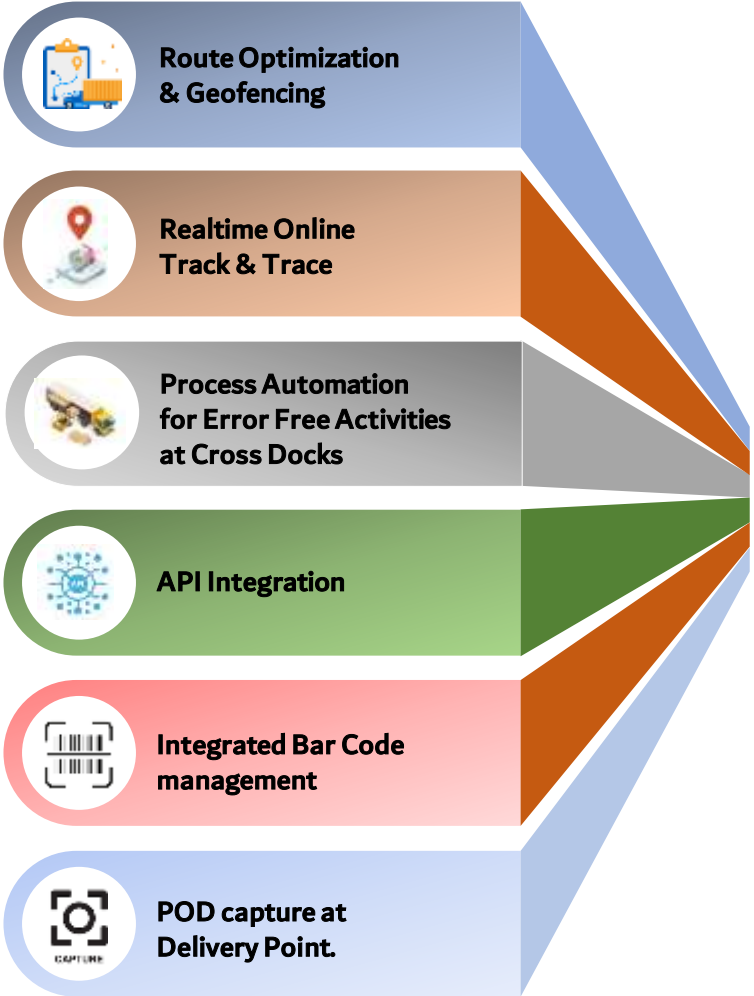 Route Optimization
& Geofencing
Realtime Online
Track & Trace
Process Automation
for Error Free Activities
at Cross Docks
API
API Integration
Integrated Bar Code
management
CAPTURE
POD capture at
Delivery Point.